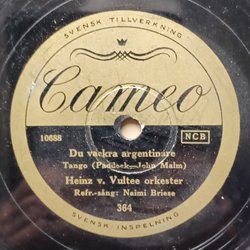 SVENSK TILLVERKNING
Cameo
10688
NCB
Du vackra argentinare
Tango (Paddock—John Malm)
Heinz v. Vultee orkester
Refr.-sång: Naimi Briese
364
SVENSK INSPELNING